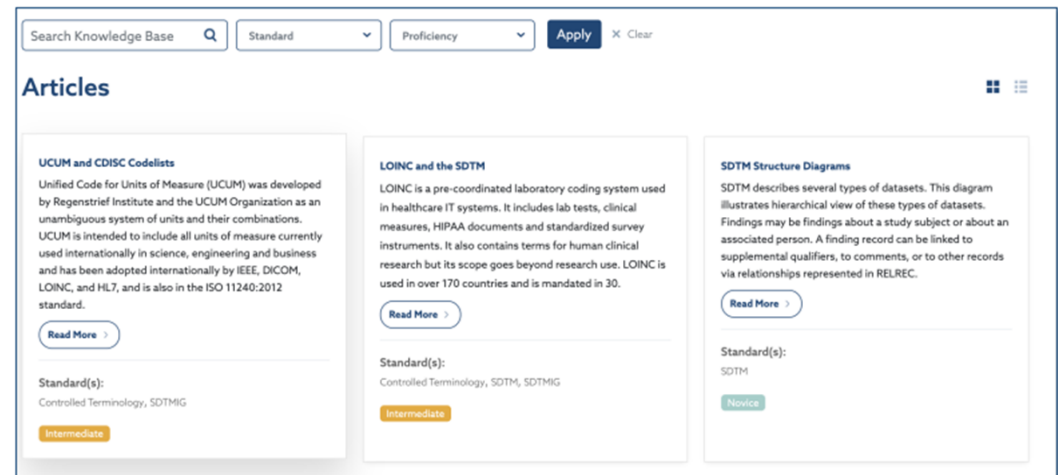 Search Knowledge Base
Standard
Proficiency
Apply
× Clear
Articles
UCUM and CDISC Codelists
Unified Code for Units of Measure (UCUM) was developed
by Regenstrief Institute and the UCUM Organization as an
unambiguous system of units and their combinations.
UCUM is intended to include all units of measure currently
used internationally in science, engineering and business
and has been adopted internationally by IEEE, DICOM,
LOINC, and HL7, and is also in the ISO 11240:2012
standard.
Read More >
Standard(s):
Controlled Terminology, SDTMIG
Intermediate
LOINC and the SDTM
LOINC is a pre-coordinated laboratory coding system used
in healthcare IT systems. It includes lab tests, clinical
measures, HIPAA documents and standardized survey
instruments. It also contains terms for human clinical
research but its scope goes beyond research use. LOINC is
used in over 170 countries and is mandated in 30.
Read More >
Standard(s):
Controlled Terminology, SDTM, SDTMIG
Intermediate
SDTM Structure Diagrams
SDTM describes several types of datasets. This diagram
illustrates hierarchical view of these types of datasets.
Findings may be findings about a study subject or about an
associated person. A finding record can be linked to
supplemental qualifiers, to comments, or to other records
via relationships represented in RELREC.
Read More >
Standard(s):
SDTM
Novice